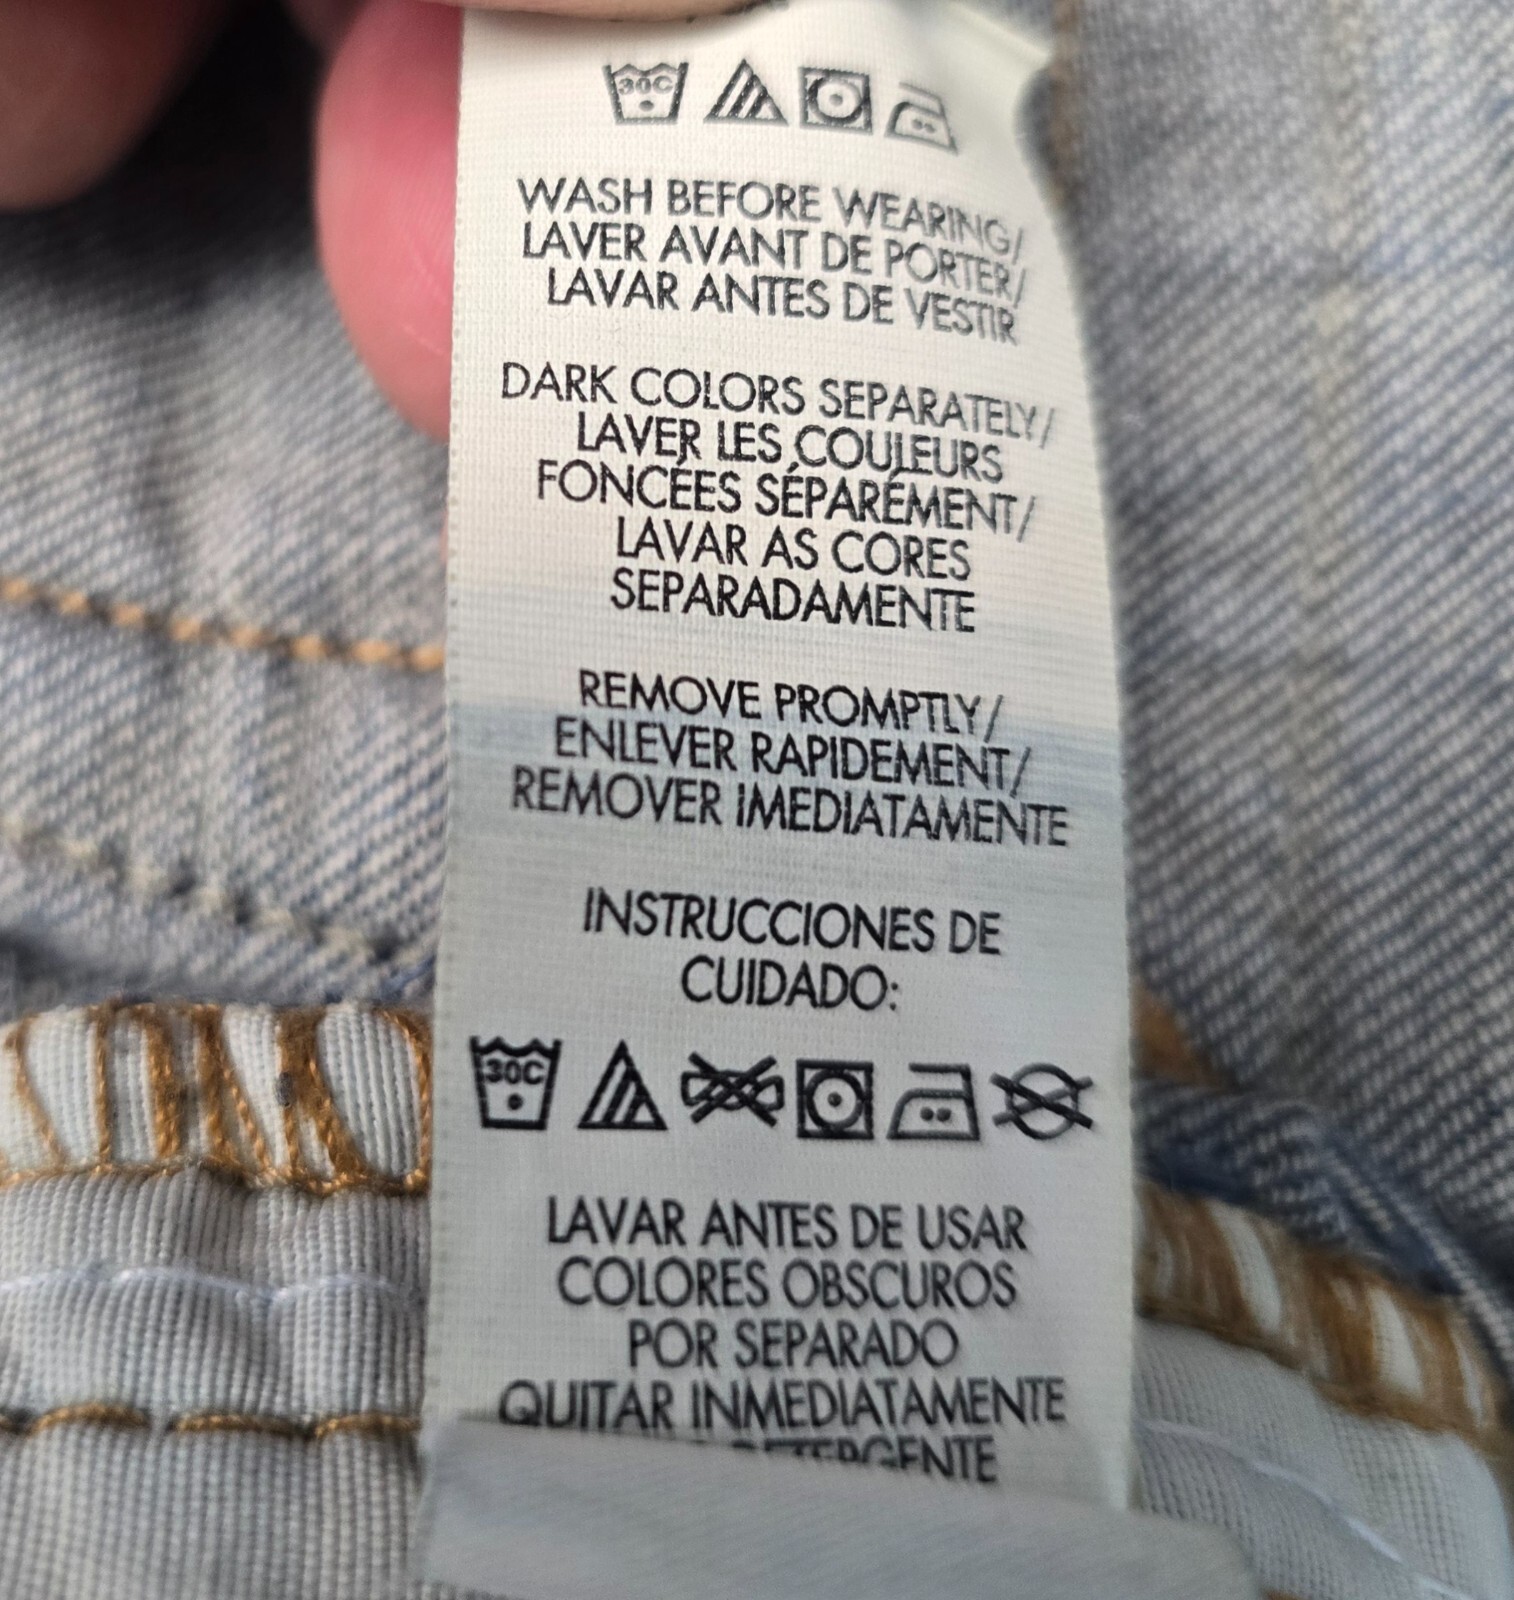 30C
WASH BEFORE WEARING/
LAVER AVANT DE PORTER/
LAVAR ANTES DE VESTIR
DARK COLORS SEPARATELY/
LAVER LES COULEURS
FONCÉES SÉPARÉMENT/
LAVAR AS CORES
SEPARADAMENTE
REMOVE PROMPTLY/
ENLEVER RAPIDEMENT/
REMOVER IMEDIATAMENTE
INSTRUCCIONES DE
CUIDADO:
30C
LAVAR ANTES DE USAR
COLORES OBSCUROS
POR SEPARADO
QUITAR INMEDIATAMENTE
DETERGENTE